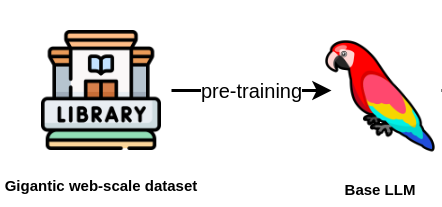 LIBRARY
pre-training
Gigantic web-scale dataset
Base LLM